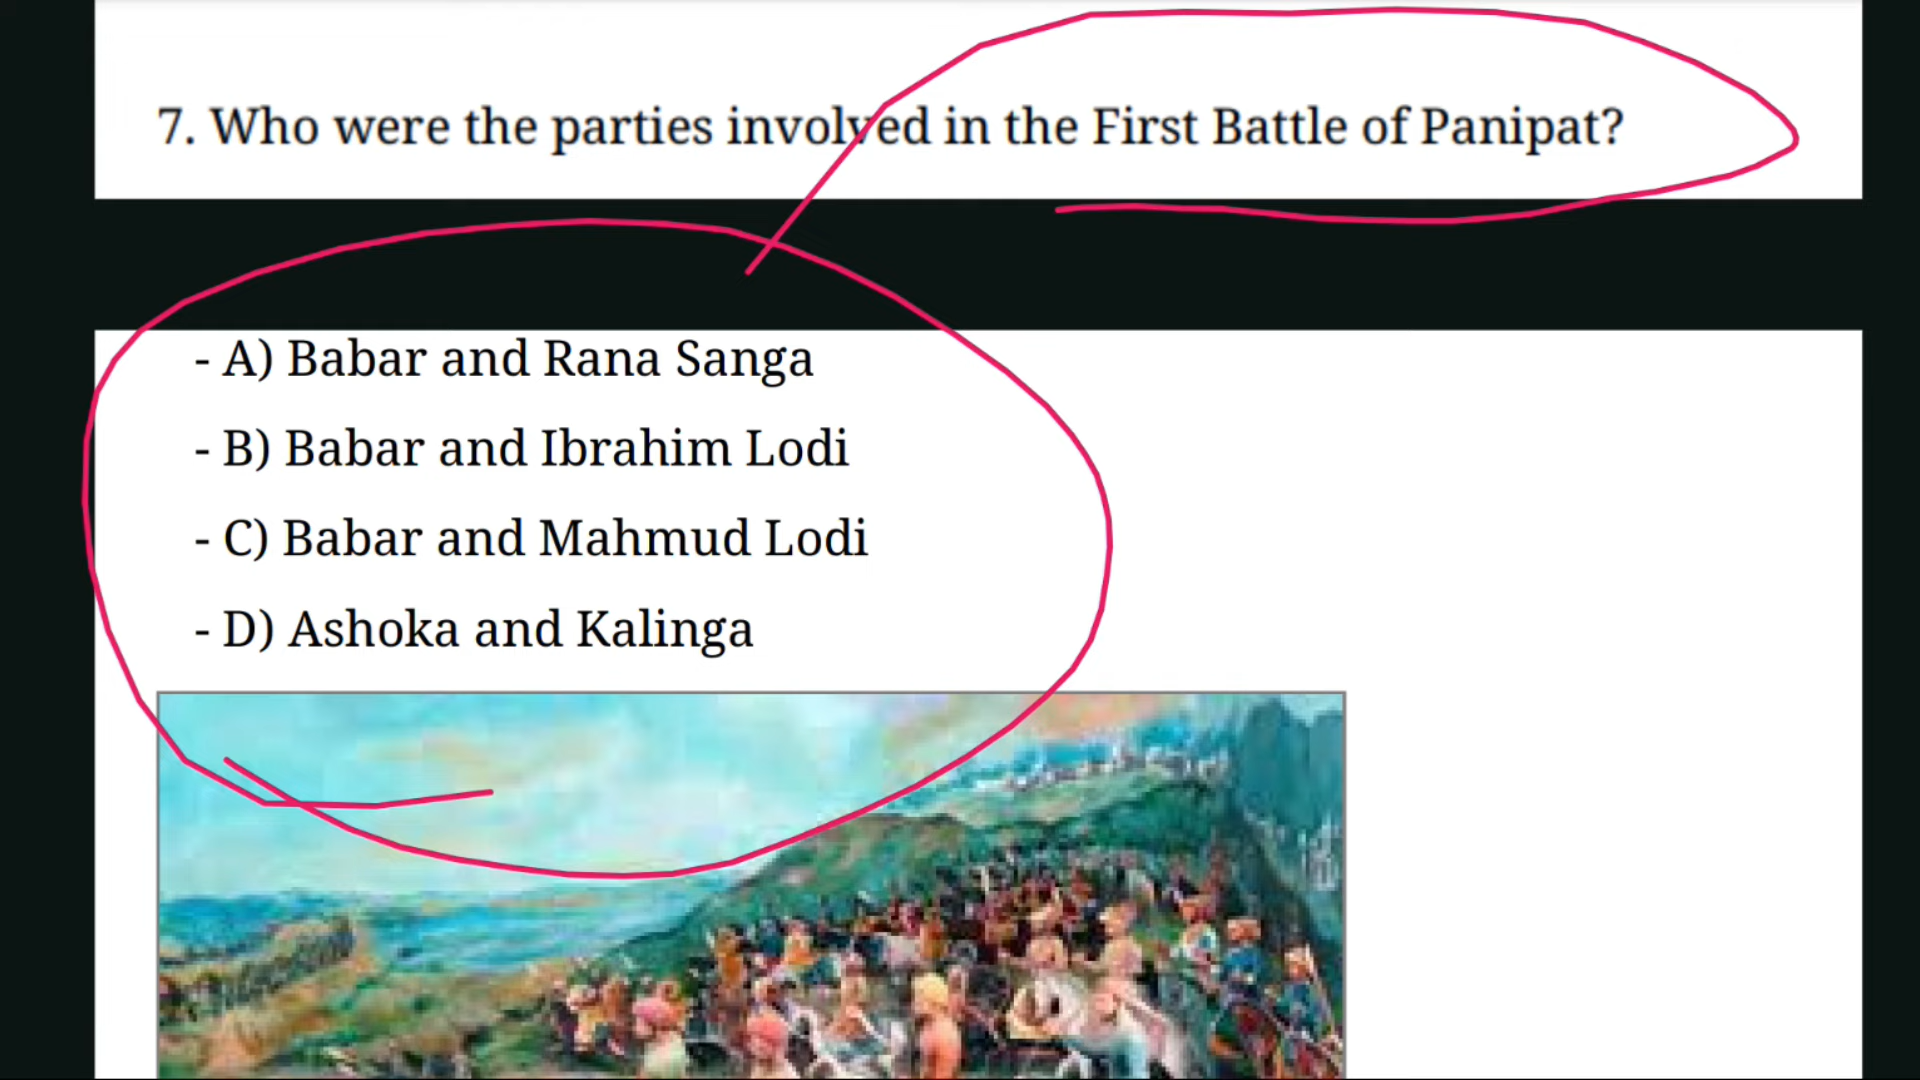 7. Who were the parties involved in the First Battle of Panipat?
- A) Babar and Rana Sanga
- B) Babar and Ibrahim Lodi
- C) Babar and Mahmud Lodi
- D) Ashoka and Kalinga